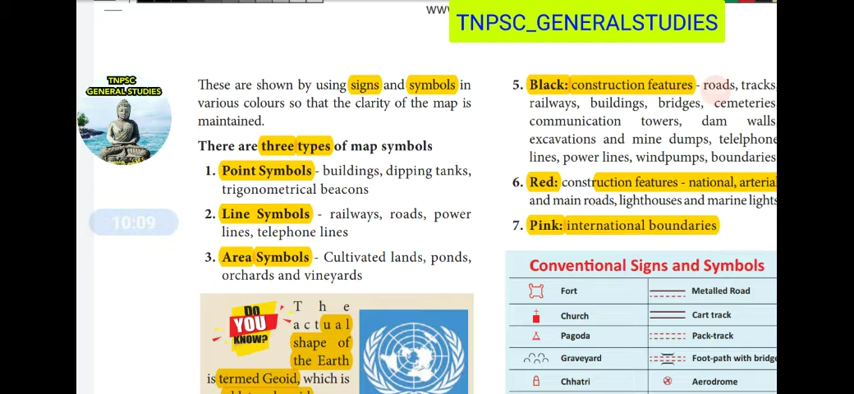 WW
TNPSC_GENERALSTUDIES
TNPSC
GENERAL STUDIES
10:09
These are shown by using signs and symbols in
various colours so that the clarity of the map is
maintained.
There are three types of map symbols
1. Point Symbols - buildings, dipping tanks,
trigonometrical beacons
2. Line Symbols - railways, roads, power
lines, telephone lines
3. Area Symbols - Cultivated lands, ponds,
orchards and vineyards
DO
YOU
KNOW?
The
actual
shape of
the Earth
is termed Geoid, which is
5. Black: construction features - roads, tracks
railways, buildings, bridges, cemeteries
communication towers, dam walls
excavations and mine dumps, telelphone
lines, power lines, windpumps, boundaries
6. Red: construction features - national, arterial
and main roads, lighthouses and marine lights
7. Pink: international boundaries
Conventional Signs and Symbols
Fort Metalled Road
Church Cart track
Pagoda Pack-track
Graveyard Foot-path with bridge
Chhatri Aerodrome